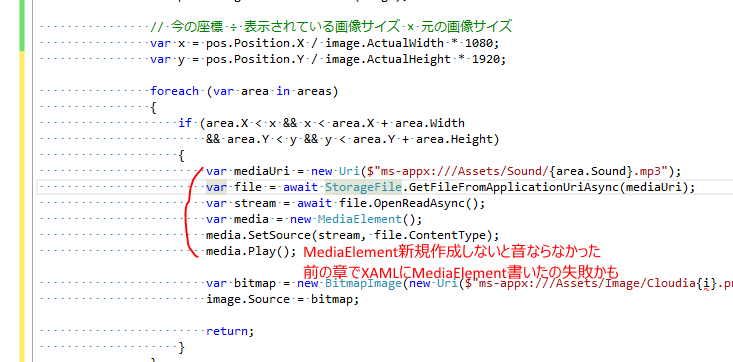 // 今の座標 ÷ 表示されている画像サイズ × 元の画像サイズ
var x = pos.Position.X / image.ActualWidth * 1080;
var y = pos.Position.Y / image.ActualHeight * 1920;
foreach (var area in areas)
{
if (area.X < x && x < area.X + area.Width
&& area.Y < y && y < area.Y + area.Height)
{
var mediaUri = new Uri($"ms-appx:///Assets/Sound/{area.Sound}.mp3");
var file = await StorageFile.GetFileFromApplicationUriAsync(mediaUri);
var stream = await file.OpenReadAsync();
var media = new MediaElement();
media.SetSource(stream, file.ContentType);
media.Play(); MediaElement新規作成しないと音ならなかった
前の章でXAMLにMediaElement書いたの失敗かも
var bitmap = new BitmapImage(new Uri($"ms-appx:///Assets/Image/Cloudia{i}.p
image.Source = bitmap;
return;
}